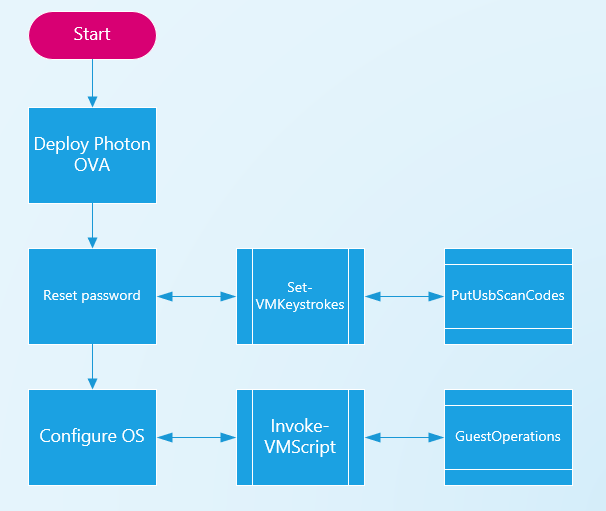 Start
Deploy Photon
OVA
Reset password
Set-
VMKeystrokes
PutUsbScanCodes
Configure OS
Invoke-
VMScript
GuestOperations